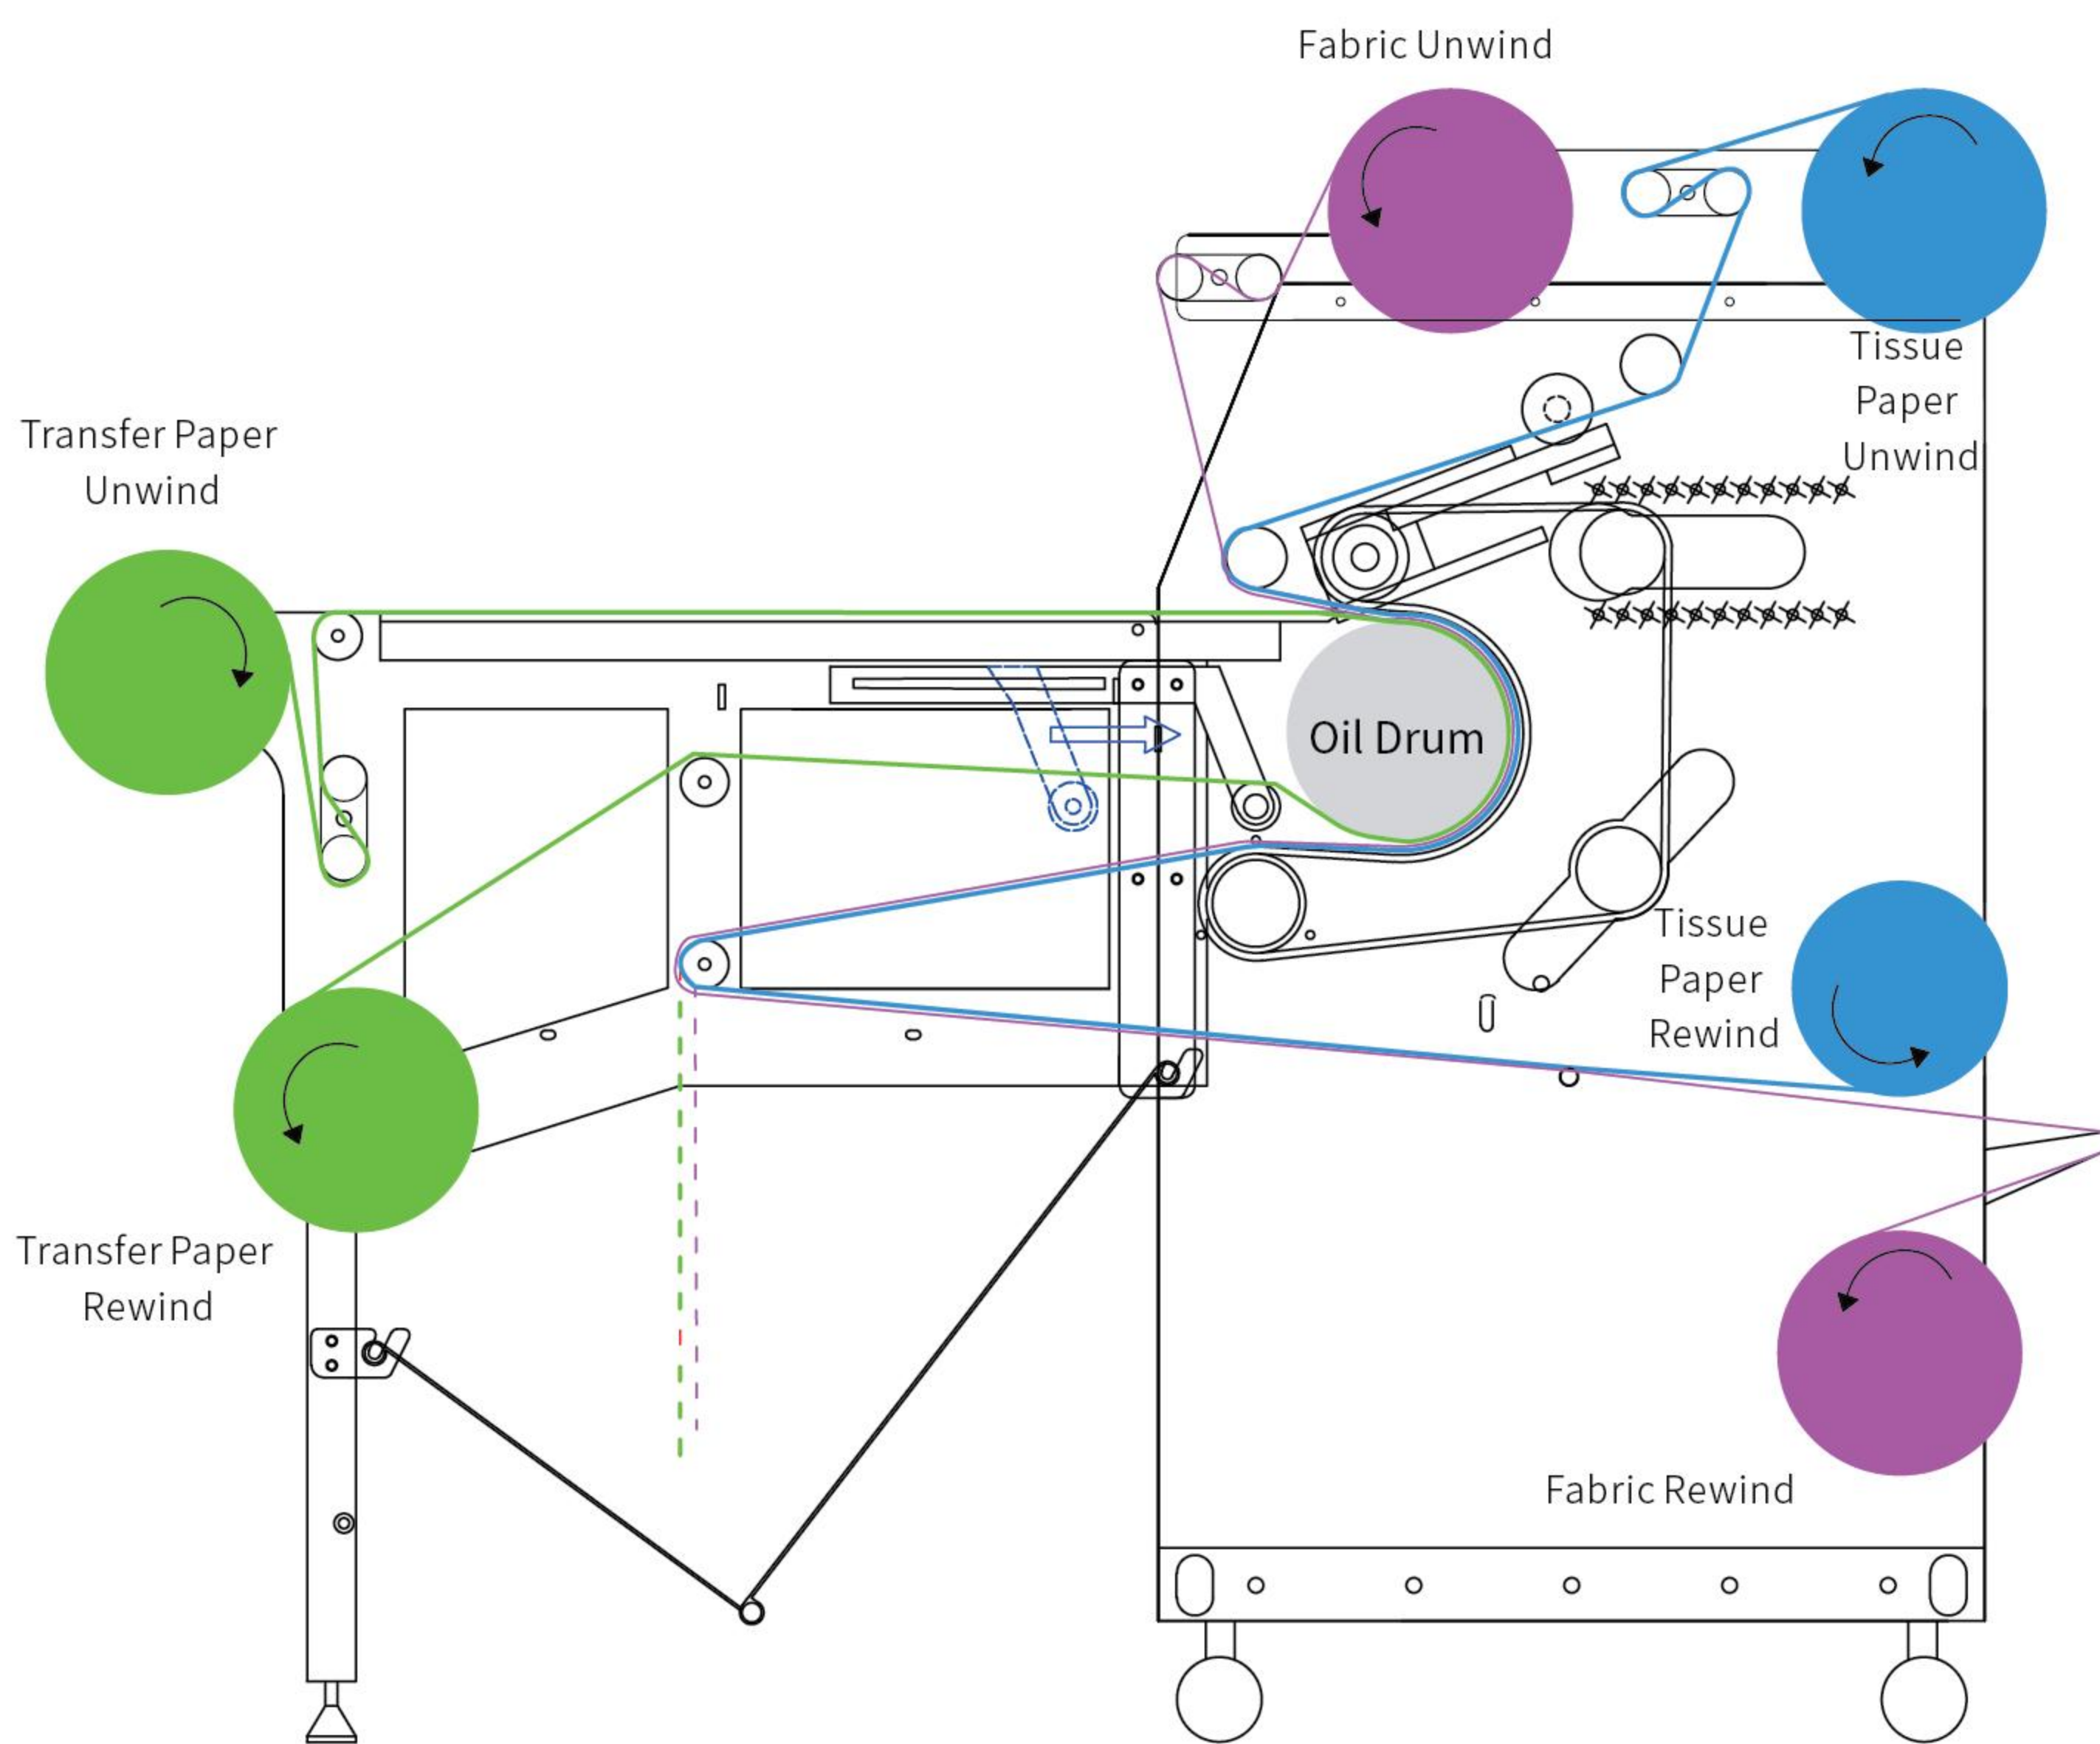 Fabric Unwind
Tissue
Paper
Unwind
Transfer Paper
Unwind
Oil Drum
Tissue
Paper
Rewind
Transfer Paper
Rewind
Fabric Rewind